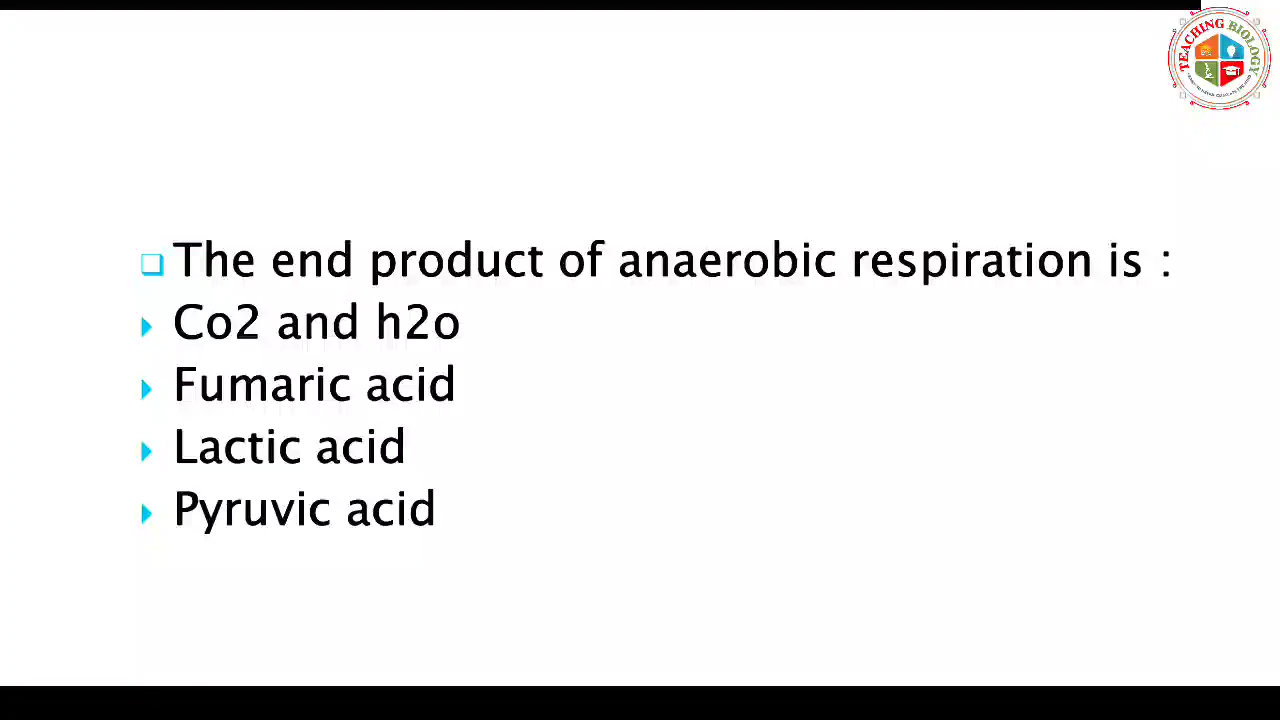 TEACHING BIOLOGY
The end product of anaerobic respiration is :
Co2 and h2o
Fumaric acid
Lactic acid
Pyruvic acid